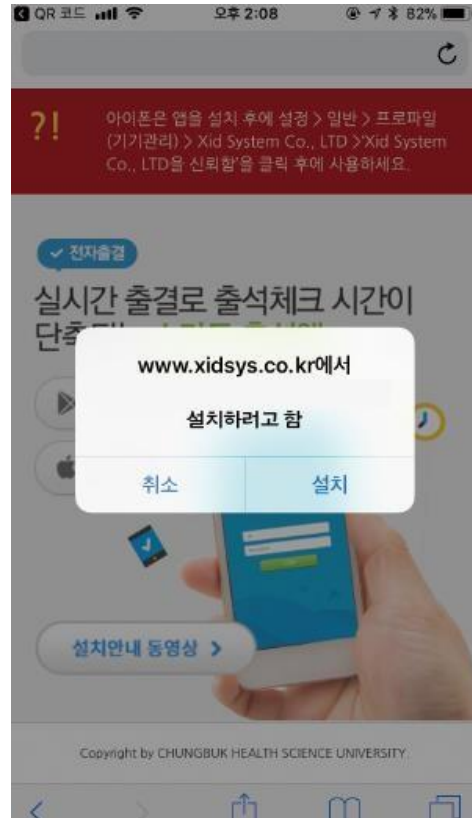 QR 코드 오후 2:08 82%
?! 아이폰은 앱을 설치 후에 설정 > 일반 > 프로파일
(기기관리) > Xid System Co., LTD >'Xid System
Co., LTD을 신뢰함'을 클릭 후에 사용하세요.
전자출결
실시간 출결로 출석체크 시간이
www.xidsys.co.kr에서
설치하려고 함
취소 설치
설치안내 동영상 >
Copyright by CHUNGBUK HEALTH SCIENCE UNIVERSITY.